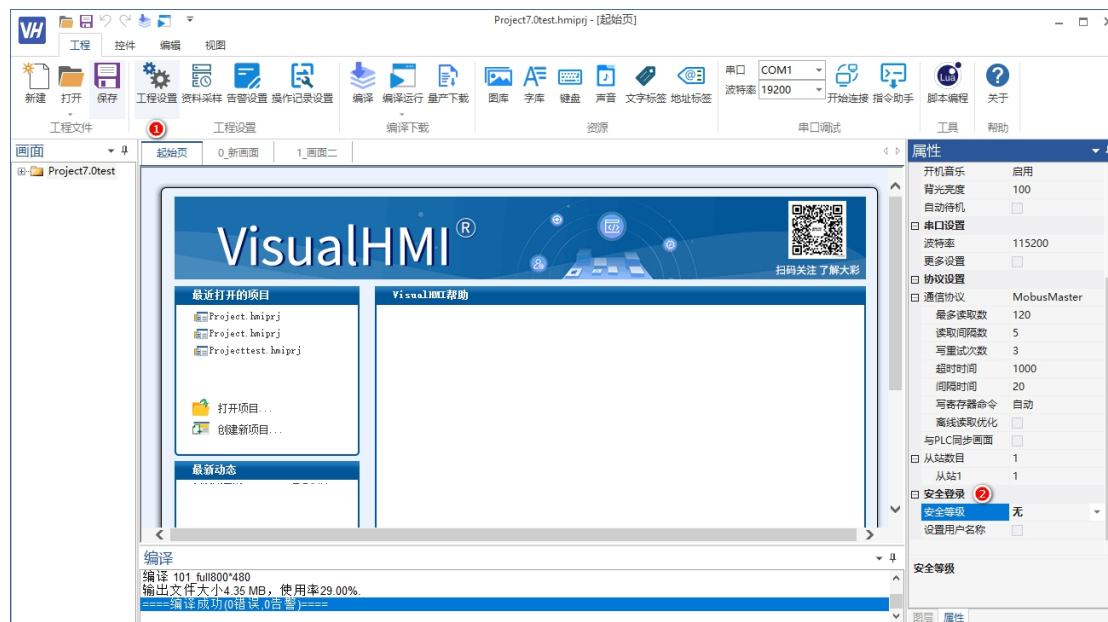 VH
Project7.0test.hmiprj - [起始页]
工程 控件 编辑 视图
新建 打开 保存 工程设置 资料采样 告警设置 操作记录设置 编译 编译运行 量产下载 图库 字库 键盘 声音 文字标签 地址标签 串口 COM1 波特率 19200 开始连接 指令助手 Lua 脚本编程 关于
工程文件 1 工程设置 编译下载 资源 串口调试 工具 帮助
画面
Project7.0test
起始页 0_新画面 1_画面二
VisualHMI®
扫码关注 了解大彩
最近打开的项目
Project.hmiprj
Project.hmiprj
Projecttest.hmiprj
打开项目...
创建新项目...
最新动态
VisualHMI帮助
属性
开机音乐 启用
背光亮度 100
自动待机
串口设置
波特率 115200
更多设置
协议设置
通信协议 MobusMaster
最多读取数 120
读取间隔数 5
写重试次数 3
超时时间 1000
间隔时间 20
写寄存器命令 自动
离线读取优化
与PLC同步画面
从站数目 1
从站1 1
安全登录 2
安全等级 无
设置用户名称
安全等级
图层 属性
编译
编译 101_full800*480
输出文件大小4.35 MB，使用率29.00%.
====编译成功(0错误,0告警)====